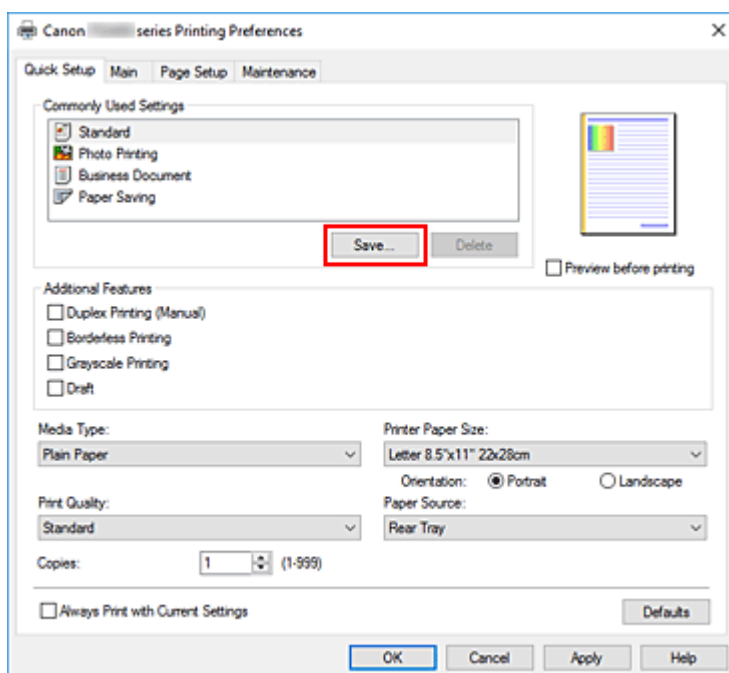 Canon series Printing Preferences
Quick Setup Main Page Setup Maintenance
Commonly Used Settings
Standard
Photo Printing
Business Document
Paper Saving
Save... Delete
Preview before printing
Additional Features
Duplex Printing (Manual)
Borderless Printing
Grayscale Printing
Draft
Media Type: Printer Paper Size:
Plain Paper Letter 8.5"x11" 22x28cm
Orientation: Portrait Landscape
Print Quality: Paper Source:
Standard Rear Tray
Copies: 1 (1-999)
Always Print with Current Settings Defaults
OK Cancel Apply Help